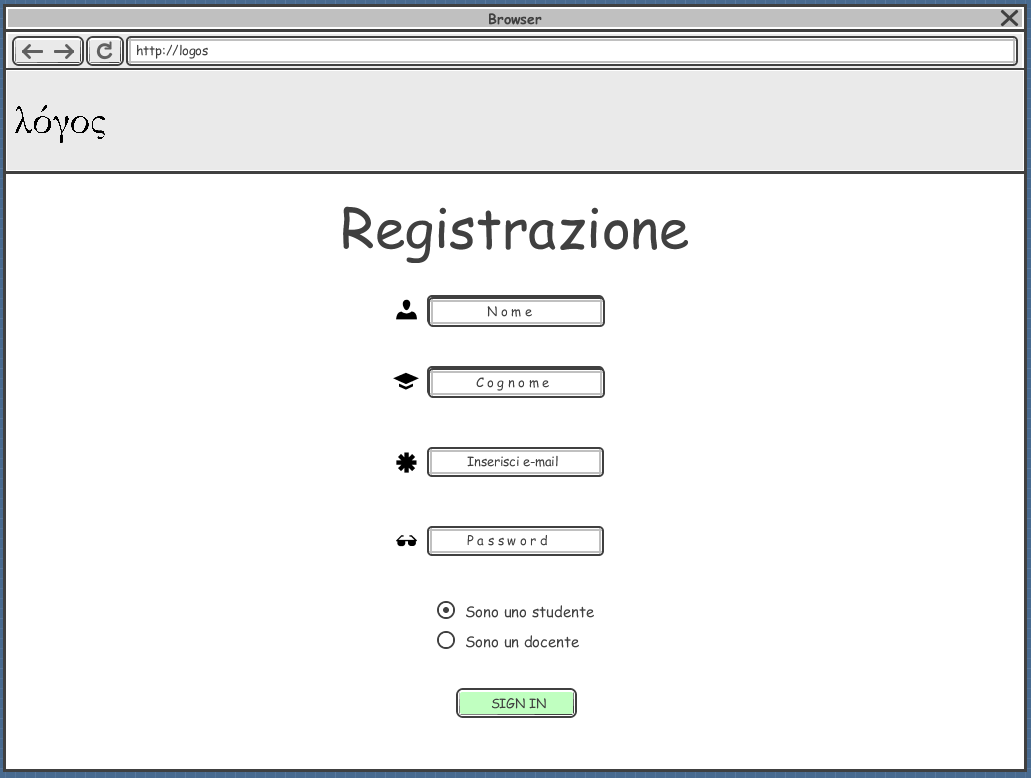 Browser
http://logos
λόγος
Registrazione
Nome
Cognome
Inserisci e-mail
Password
Sono uno studente
Sono un docente
SIGN IN